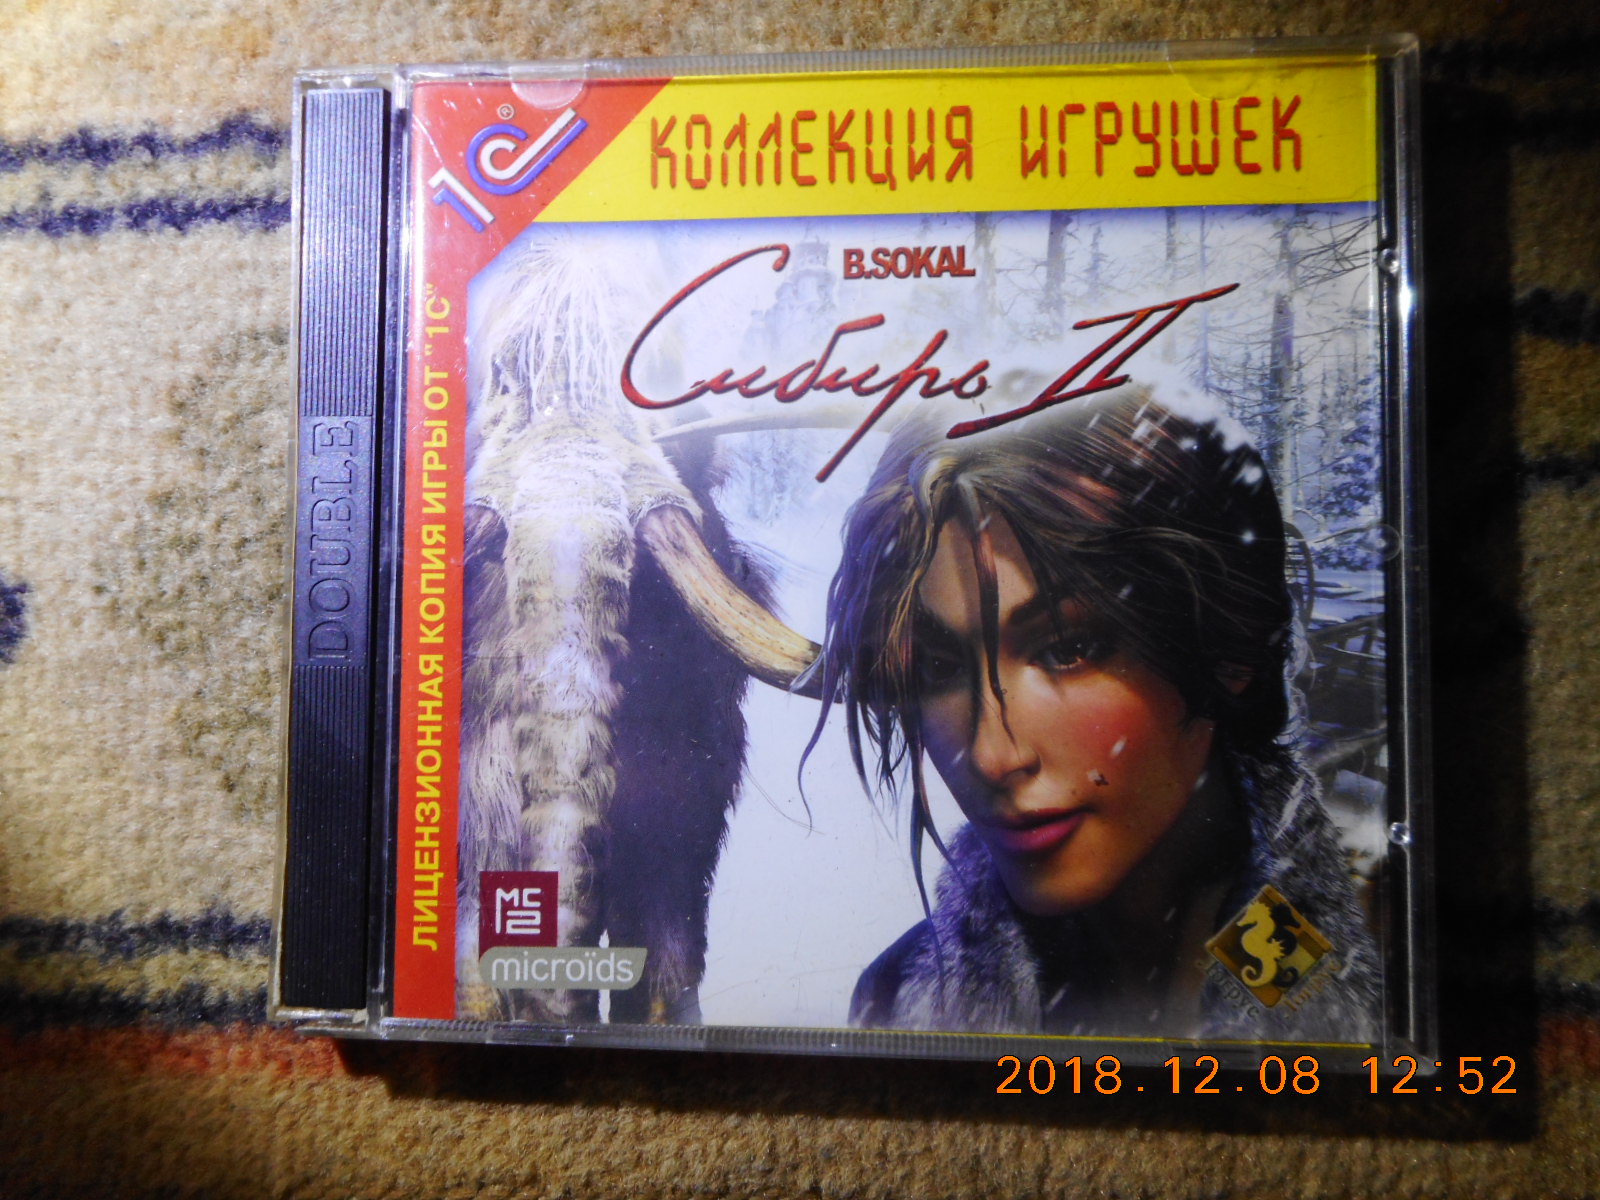 1С®
КОЛЛЕКЦИЯ ИГРУШЕК
B.SOKAL
Сибирь II
ЛИЦЕНЗИОННАЯ КОПИЯ ИГРЫ ОТ "1С"
DOUBLE
MC2
microïds
2018.12.08 12:52